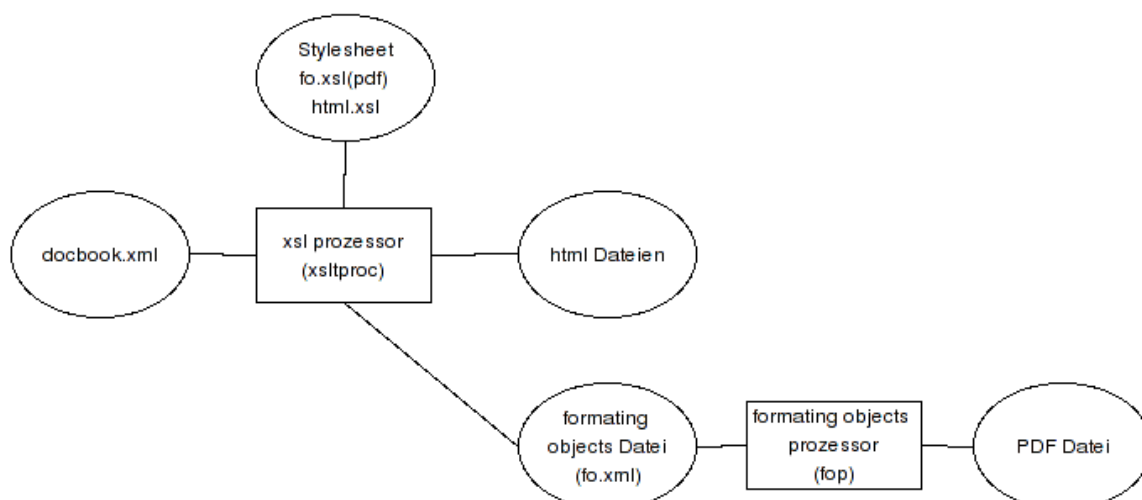 Stylesheet
fo.xsl(pdf)
html.xsl
docbook.xml
xsl prozessor
(xsltproc)
html Dateien
formating
objects Datei
(fo.xml)
formating objects
prozessor
(fop)
PDF Datei